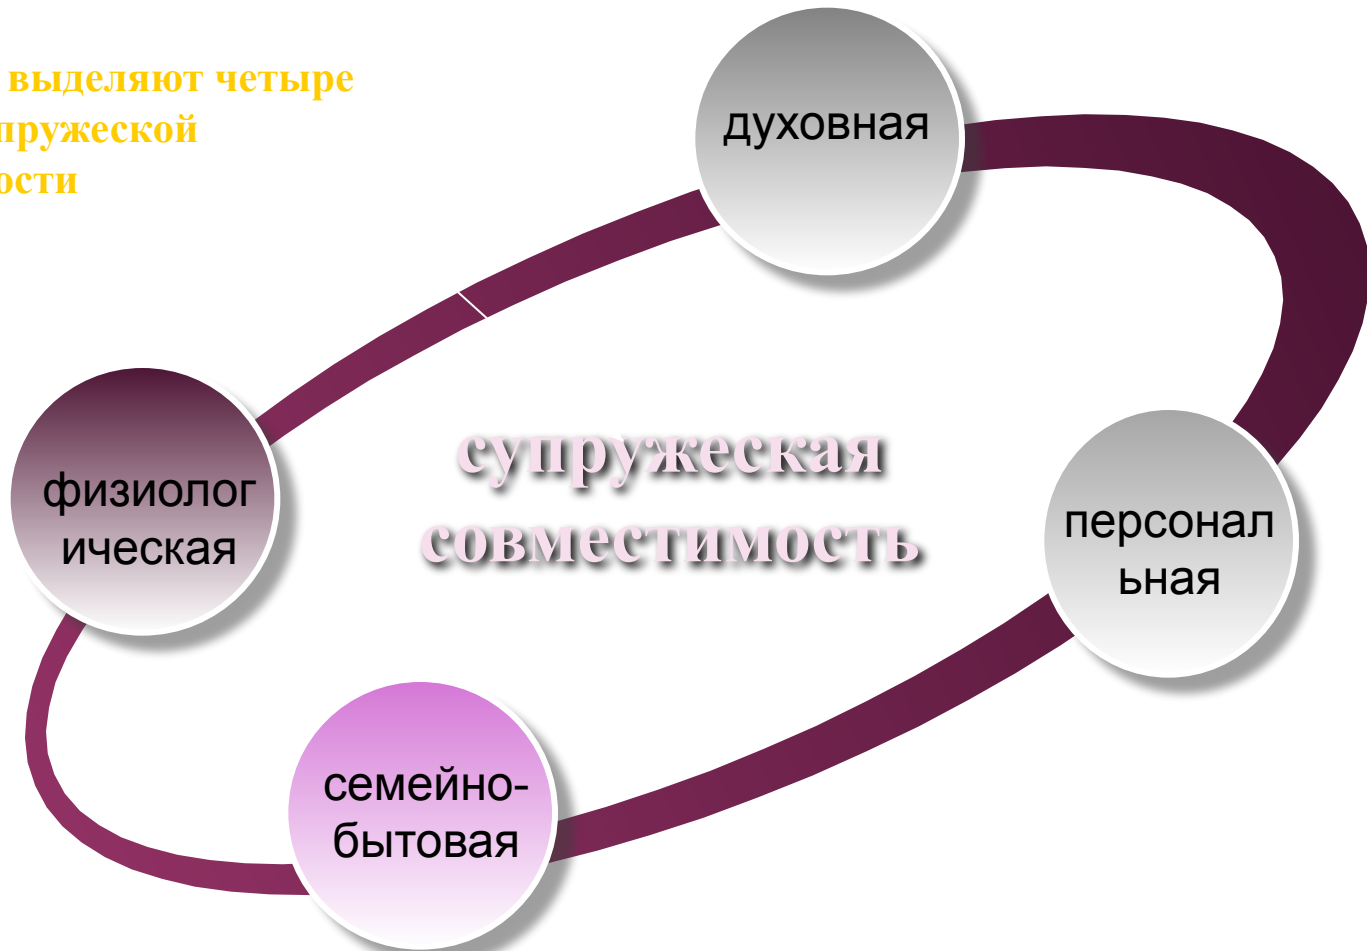 выделяют четыре
пружеской
ости
духовная
физиолог
ическая
супружеская
совместимость
персонал
ьная
семейно-
бытовая